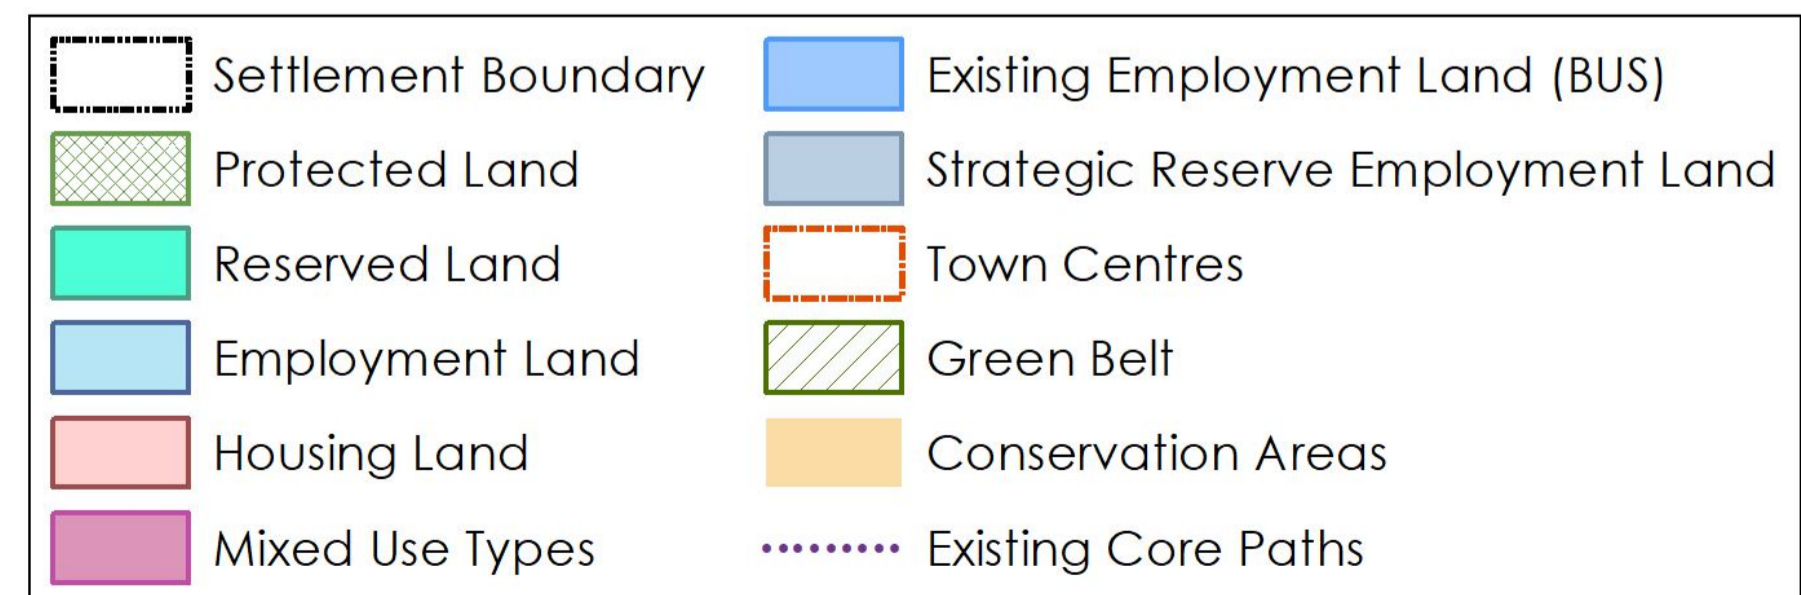 Settlement Boundary
Protected Land
Reserved Land
Employment Land
Housing Land
Mixed Use Types
Existing Employment Land (BUS)
Strategic Reserve Employment Land
Town Centres
Green Belt
Conservation Areas
Existing Core Paths